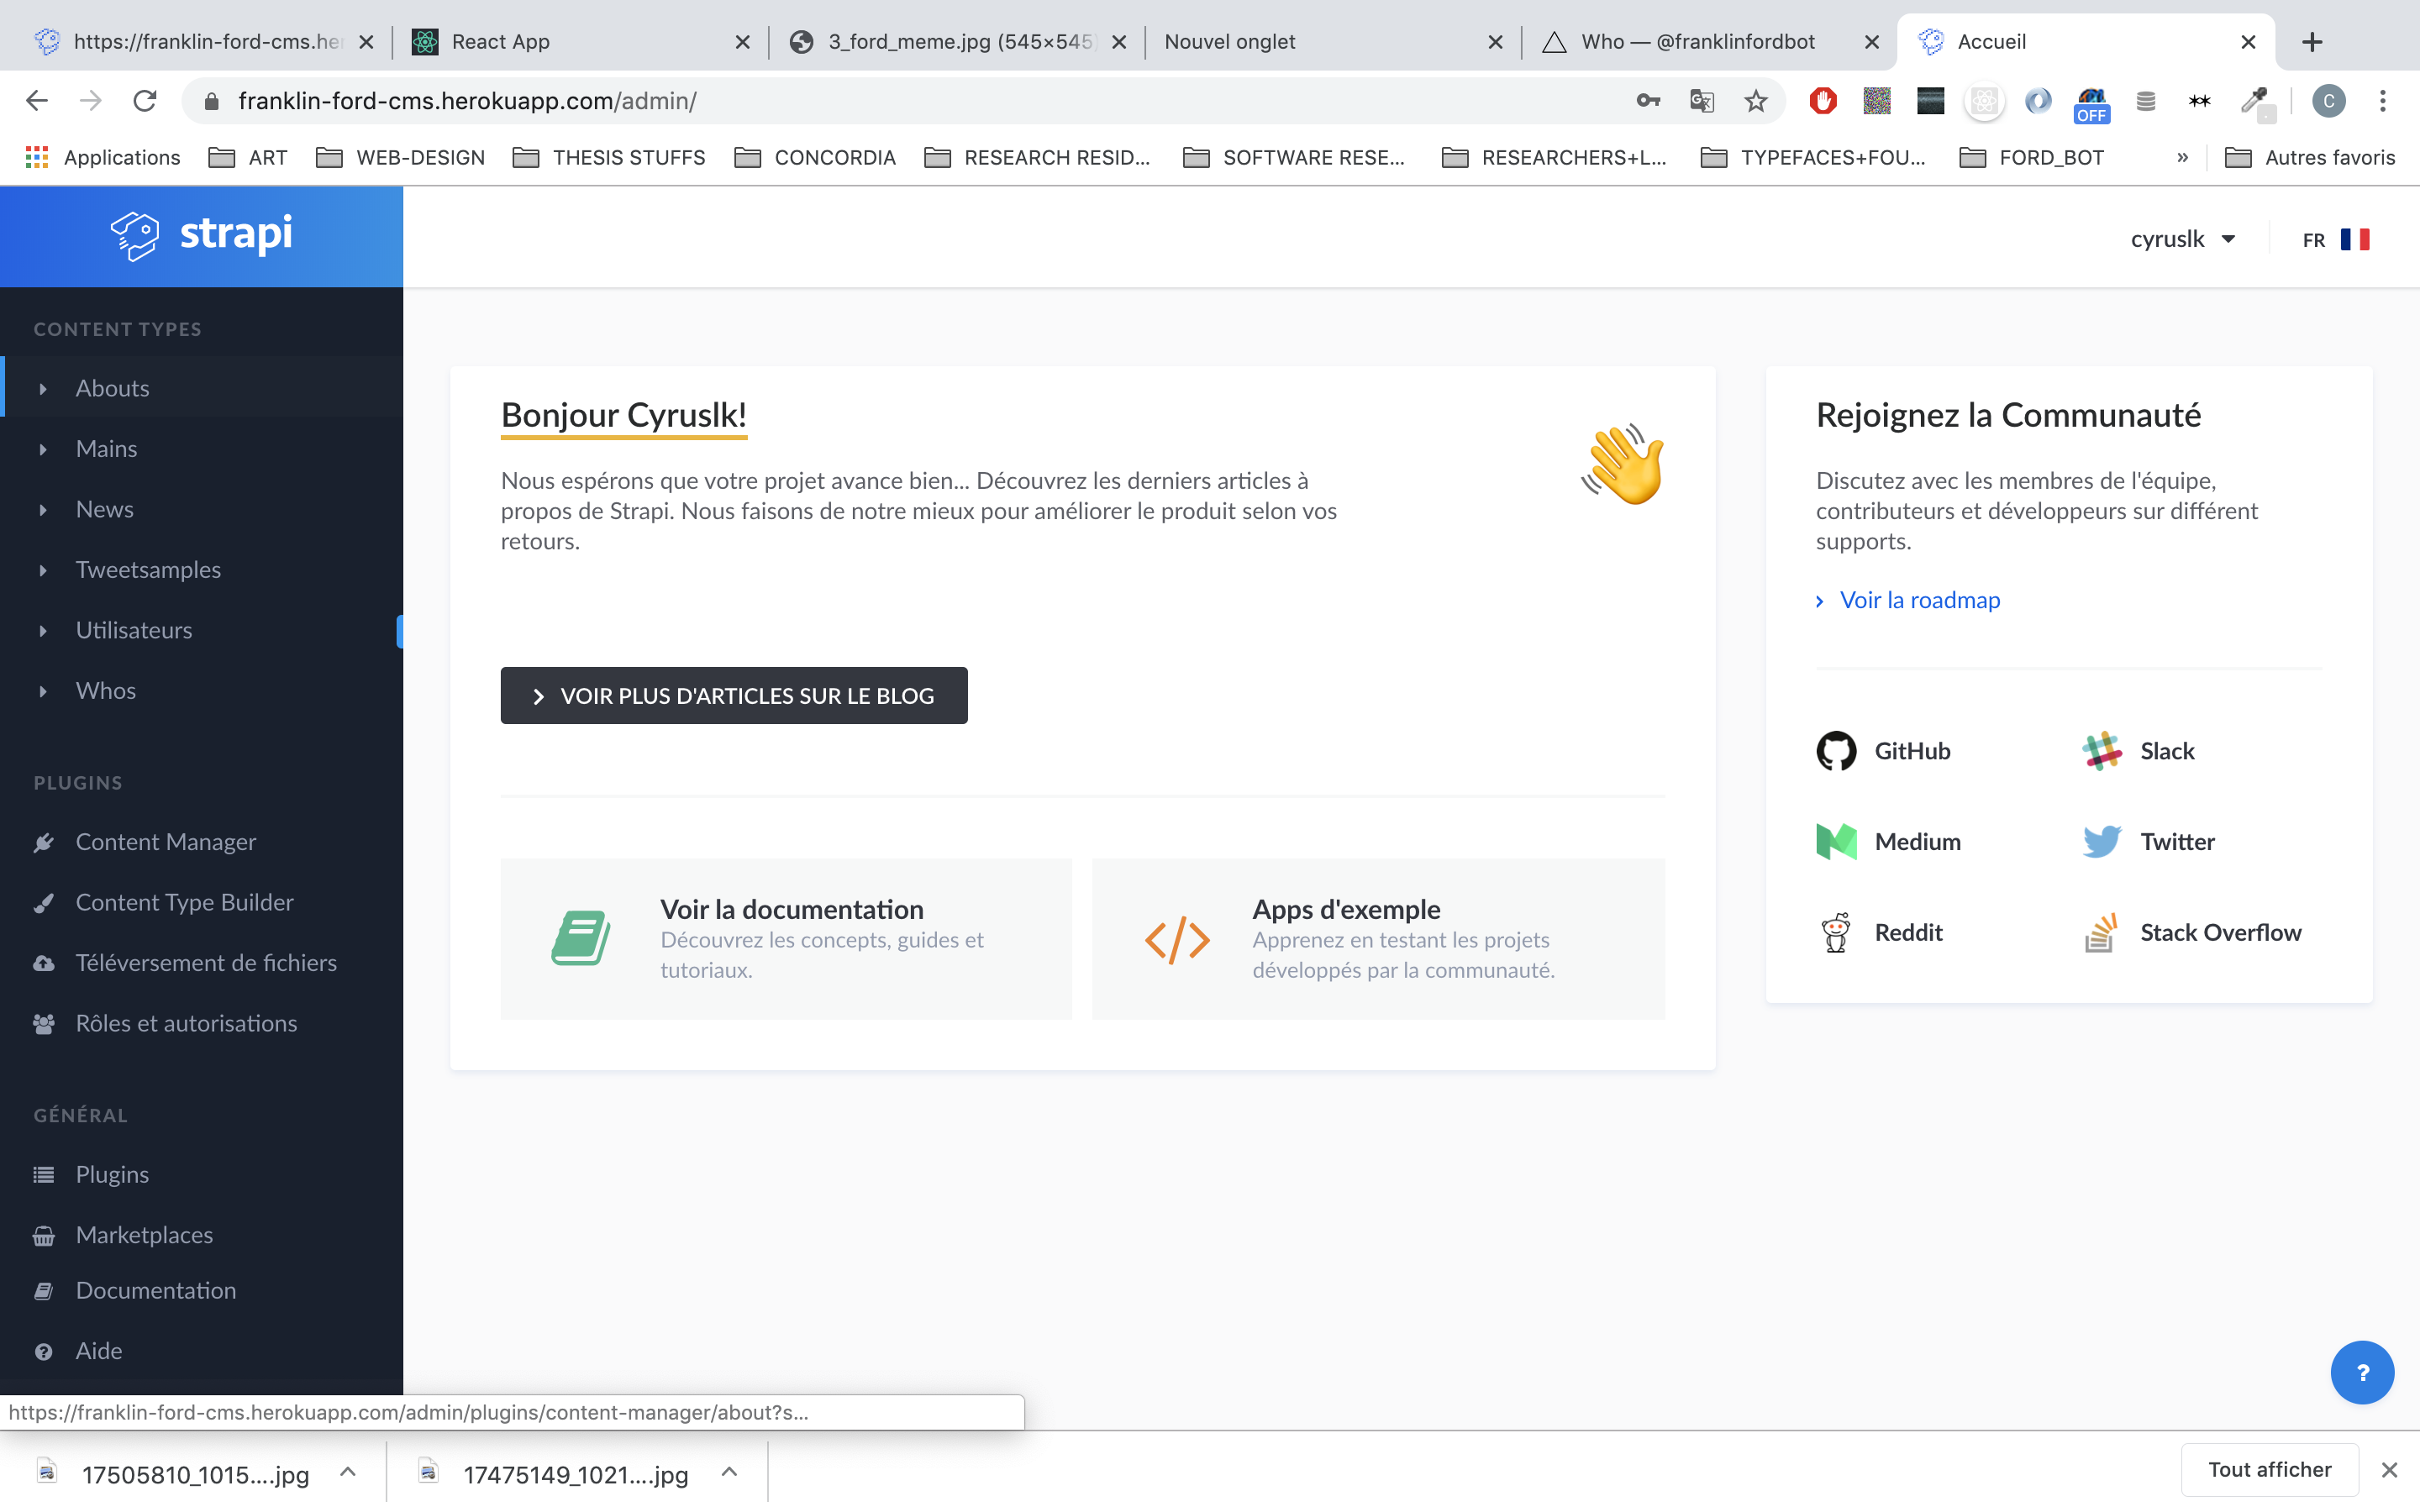 https://franklin-ford-cms.her
React App
3_ford_meme.jpg (545×545)
Nouvel onglet
Who — @franklinfordbot
Accueil
franklin-ford-cms.herokuapp.com/admin/
OFF
C
Applications
ART
WEB-DESIGN
THESIS STUFFS
CONCORDIA
RESEARCH RESID...
SOFTWARE RESE...
RESEARCHERS+L...
TYPEFACES+FOU...
FORD_BOT
»
Autres favoris
strapi
cyruslk
FR
CONTENT TYPES
Abouts
Mains
News
Tweetsamples
Utilisateurs
Whos
PLUGINS
Content Manager
Content Type Builder
Téléversement de fichiers
Rôles et autorisations
GÉNÉRAL
Plugins
Marketplaces
Documentation
Aide
Bonjour Cyruslk!
Nous espérons que votre projet avance bien... Découvrez les derniers articles à
propos de Strapi. Nous faisons de notre mieux pour améliorer le produit selon vos
retours.
VOIR PLUS D'ARTICLES SUR LE BLOG
Voir la documentation
Découvrez les concepts, guides et
tutoriaux.
Apps d'exemple
Apprenez en testant les projets
développés par la communauté.
Rejoignez la Communauté
Discutez avec les membres de l'équipe,
contributeurs et développeurs sur différent
supports.
Voir la roadmap
GitHub
Slack
Medium
Twitter
Reddit
Stack Overflow
?
https://franklin-ford-cms.herokuapp.com/admin/plugins/content-manager/about?s...
17505810_1015....jpg
17475149_1021....jpg
Tout afficher